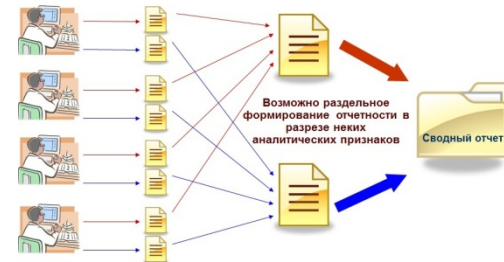 Возможно раздельное
формирование отчетности в
разрезе неких
аналитических признаков
Сводный отчет